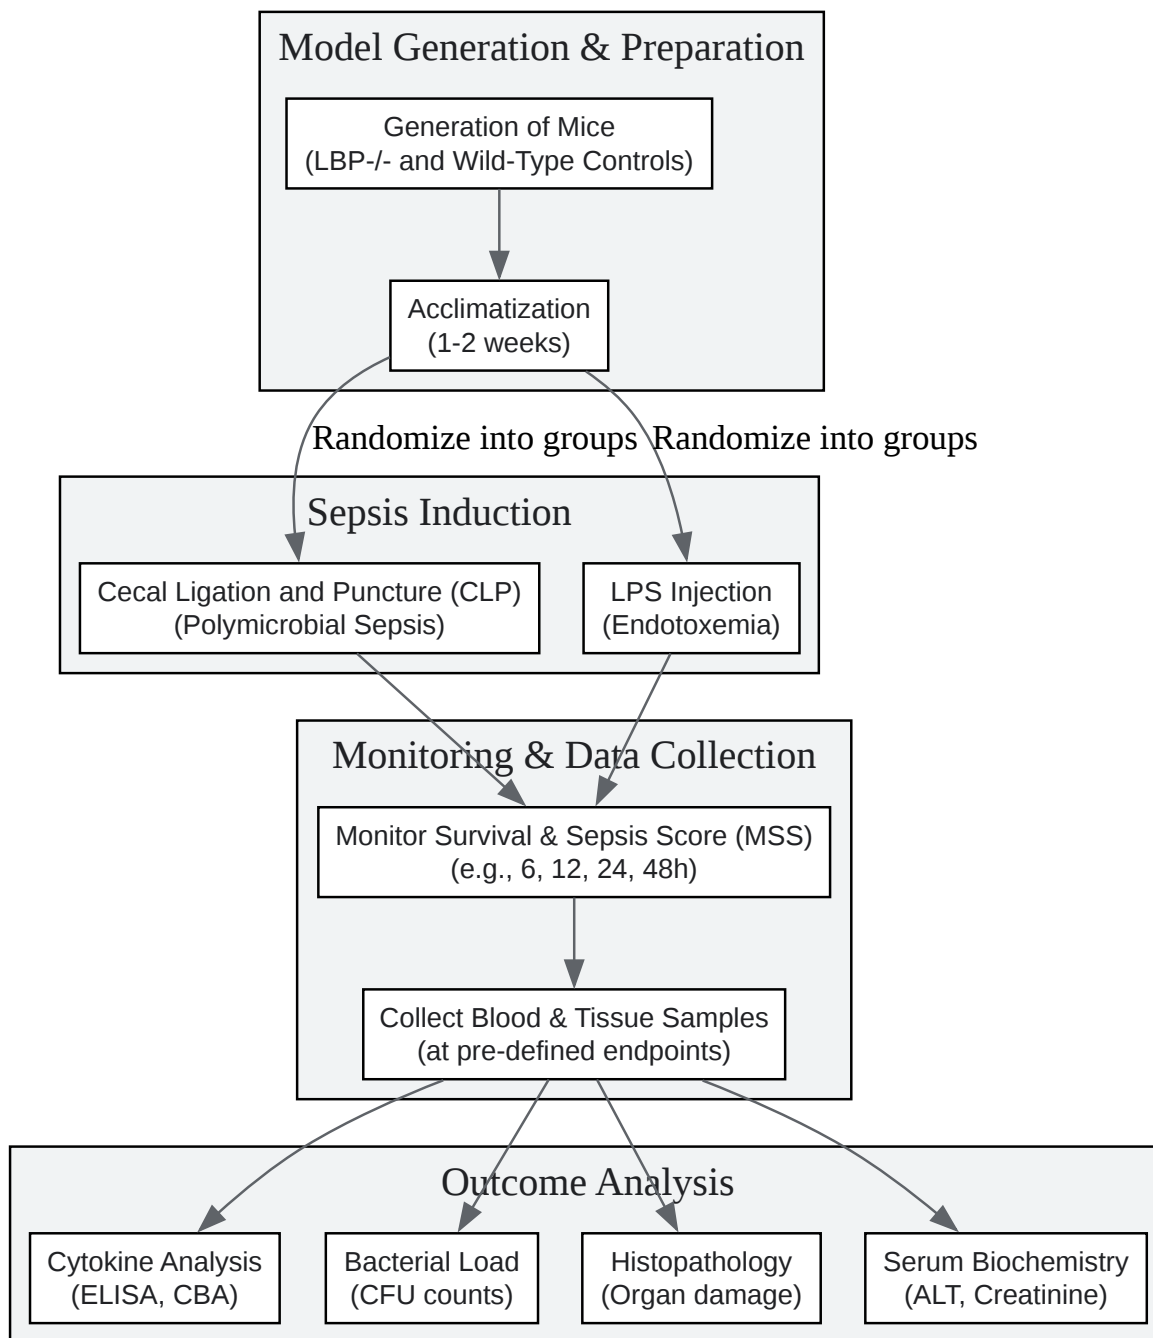 Model Generation & Preparation
Generation of Mice
(LBP-/- and Wild-Type Controls)
Acclimatization
(1-2 weeks)
Randomize into groups
Randomize into groups
Sepsis Induction
Cecal Ligation and Puncture (CLP)
(Polymicrobial Sepsis)
LPS Injection
(Endotoxemia)
Monitoring & Data Collection
Monitor Survival & Sepsis Score (MSS)
(e.g., 6, 12, 24, 48h)
Collect Blood & Tissue Samples
(at pre-defined endpoints)
Outcome Analysis
Cytokine Analysis
(ELISA, CBA)
Bacterial Load
(CFU counts)
Histopathology
(Organ damage)
Serum Biochemistry
(ALT, Creatinine)